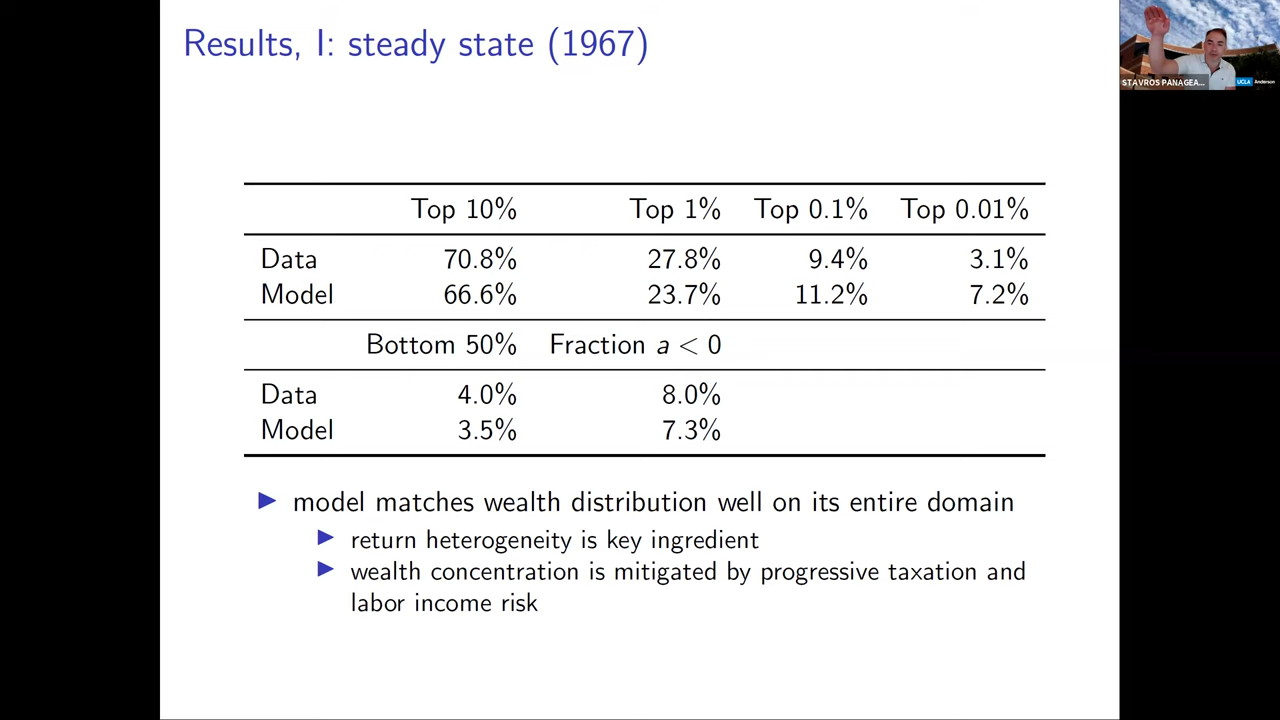 Results, I: steady state (1967)
STAVROS PANAGEA...
UCLA Anderson
Top 10% Top 1% Top 0.1% Top 0.01%
Data 70.8% 27.8% 9.4% 3.1%
Model 66.6% 23.7% 11.2% 7.2%
Bottom 50% Fraction a < 0
Data 4.0% 8.0%
Model 3.5% 7.3%
▶ model matches wealth distribution well on its entire domain
▶ return heterogeneity is key ingredient
▶ wealth concentration is mitigated by progressive taxation and
labor income risk